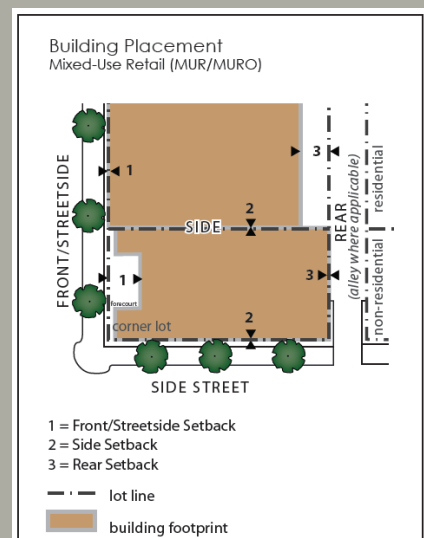 Building Placement
Mixed-Use Retail (MUR/MURO)
FRONT/STREETSIDE
1
3
2
SIDE
REAR
(alley where applicable)
residential
non-residential
1
forecourt
3
corner lot
2
SIDE STREET
1 = Front/Streetside Setback
2 = Side Setback
3 = Rear Setback
lot line
building footprint